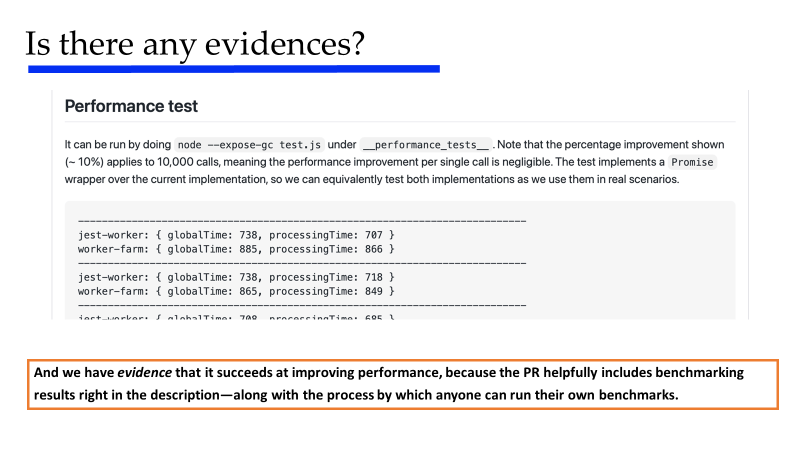 Is there any evidences?
Performance test
It can be run by doing node --expose-gc test.js under __performance_tests__. Note that the percentage improvement shown
(~ 10%) applies to 10,000 calls, meaning the performance improvement per single call is negligible. The test implements a Promise
wrapper over the current implementation, so we can equivalently test both implementations as we use them in real scenarios.
---------------------------------------------------------------------------
jest-worker: { globalTime: 738, processingTime: 707 }
worker-farm: { globalTime: 885, processingTime: 866 }
---------------------------------------------------------------------------
jest-worker: { globalTime: 738, processingTime: 718 }
worker-farm: { globalTime: 865, processingTime: 849 }
---------------------------------------------------------------------------
jest-worker: { globalTime: 708, processingTime: 685 }
And we have evidence that it succeeds at improving performance, because the PR helpfully includes benchmarking
results right in the description—along with the process by which anyone can run their own benchmarks.